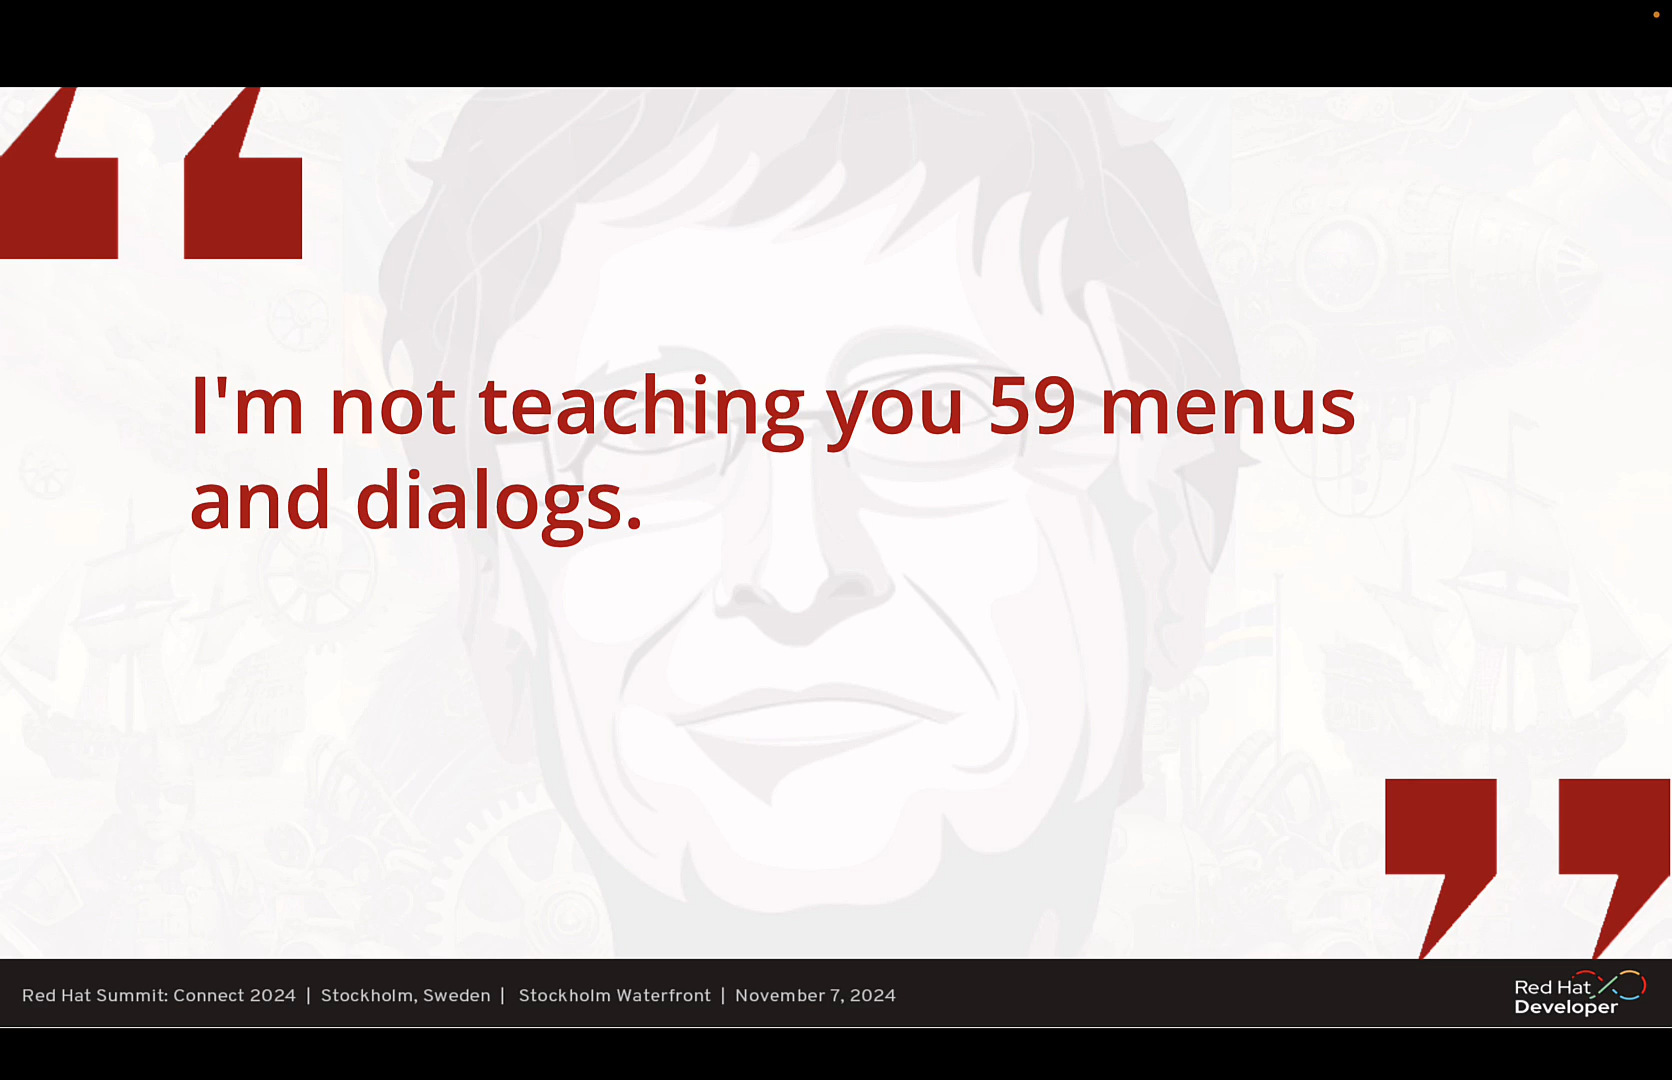 I'm not teaching you 59 menus
and dialogs.
Red Hat Summit: Connect 2024 | Stockholm, Sweden | Stockholm Waterfront | November 7, 2024
Red Hat
Developer